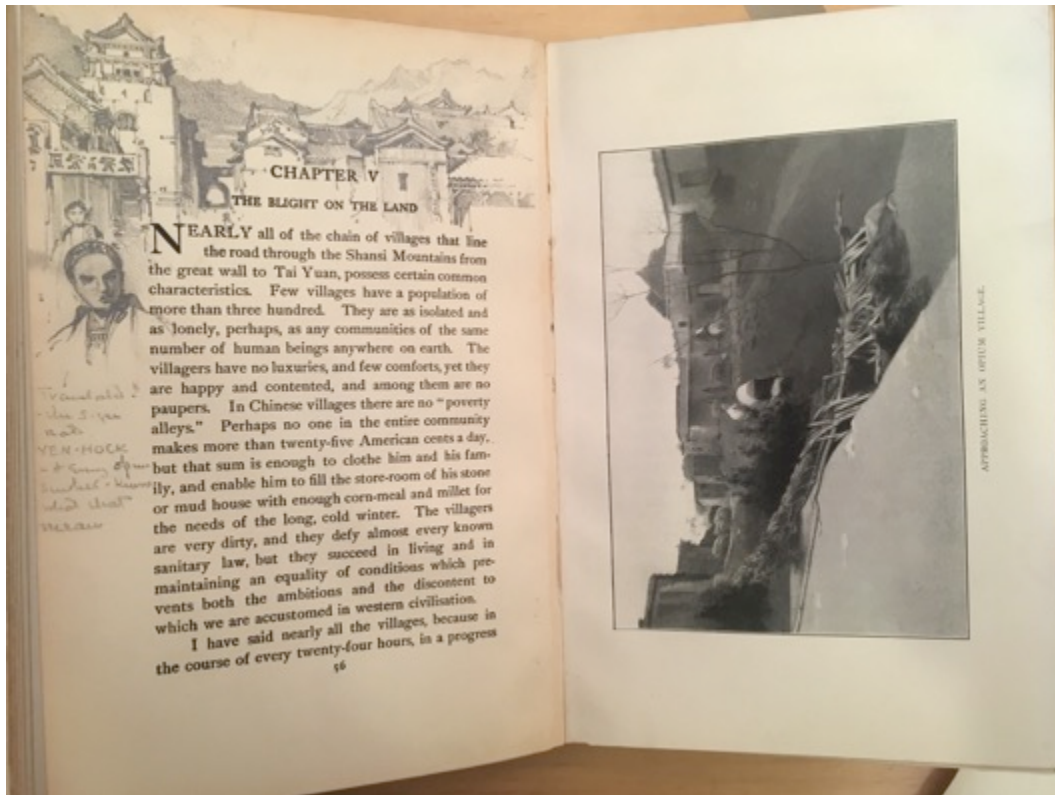 CHAPTER V
THE BLIGHT ON THE LAND
NEARLY all of the chain of villages that line
the road through the Shansi Mountains from
the great wall to Tai Yuan, possess certain common
characteristics. Few villages have a population of
more than three hundred. They are as isolated and
as lonely, perhaps, as any communities of the same
number of human beings anywhere on earth. The
villagers have no luxuries, and few comforts, yet they
are happy and contented, and among them are no
paupers. In Chinese villages there are no “poverty
alleys.” Perhaps no one in the entire community
makes more than twenty-five American cents a day,
but that sum is enough to clothe him and his fam-
ily, and enable him to fill the store-room of his stone
or mud house with enough corn-meal and millet for
the needs of the long, cold winter. The villagers
are very dirty, and they defy almost every known
sanitary law, but they succeed in living and in
maintaining an equality of conditions which pre-
vents both the ambitions and the discontent to
which we are accustomed in western civilisation.
I have said nearly all the villages, because in
the course of every twenty-four hours, in a progress
56
YEN-HOCK
what that
APPROACHING AN OPIUM VILLAGE.